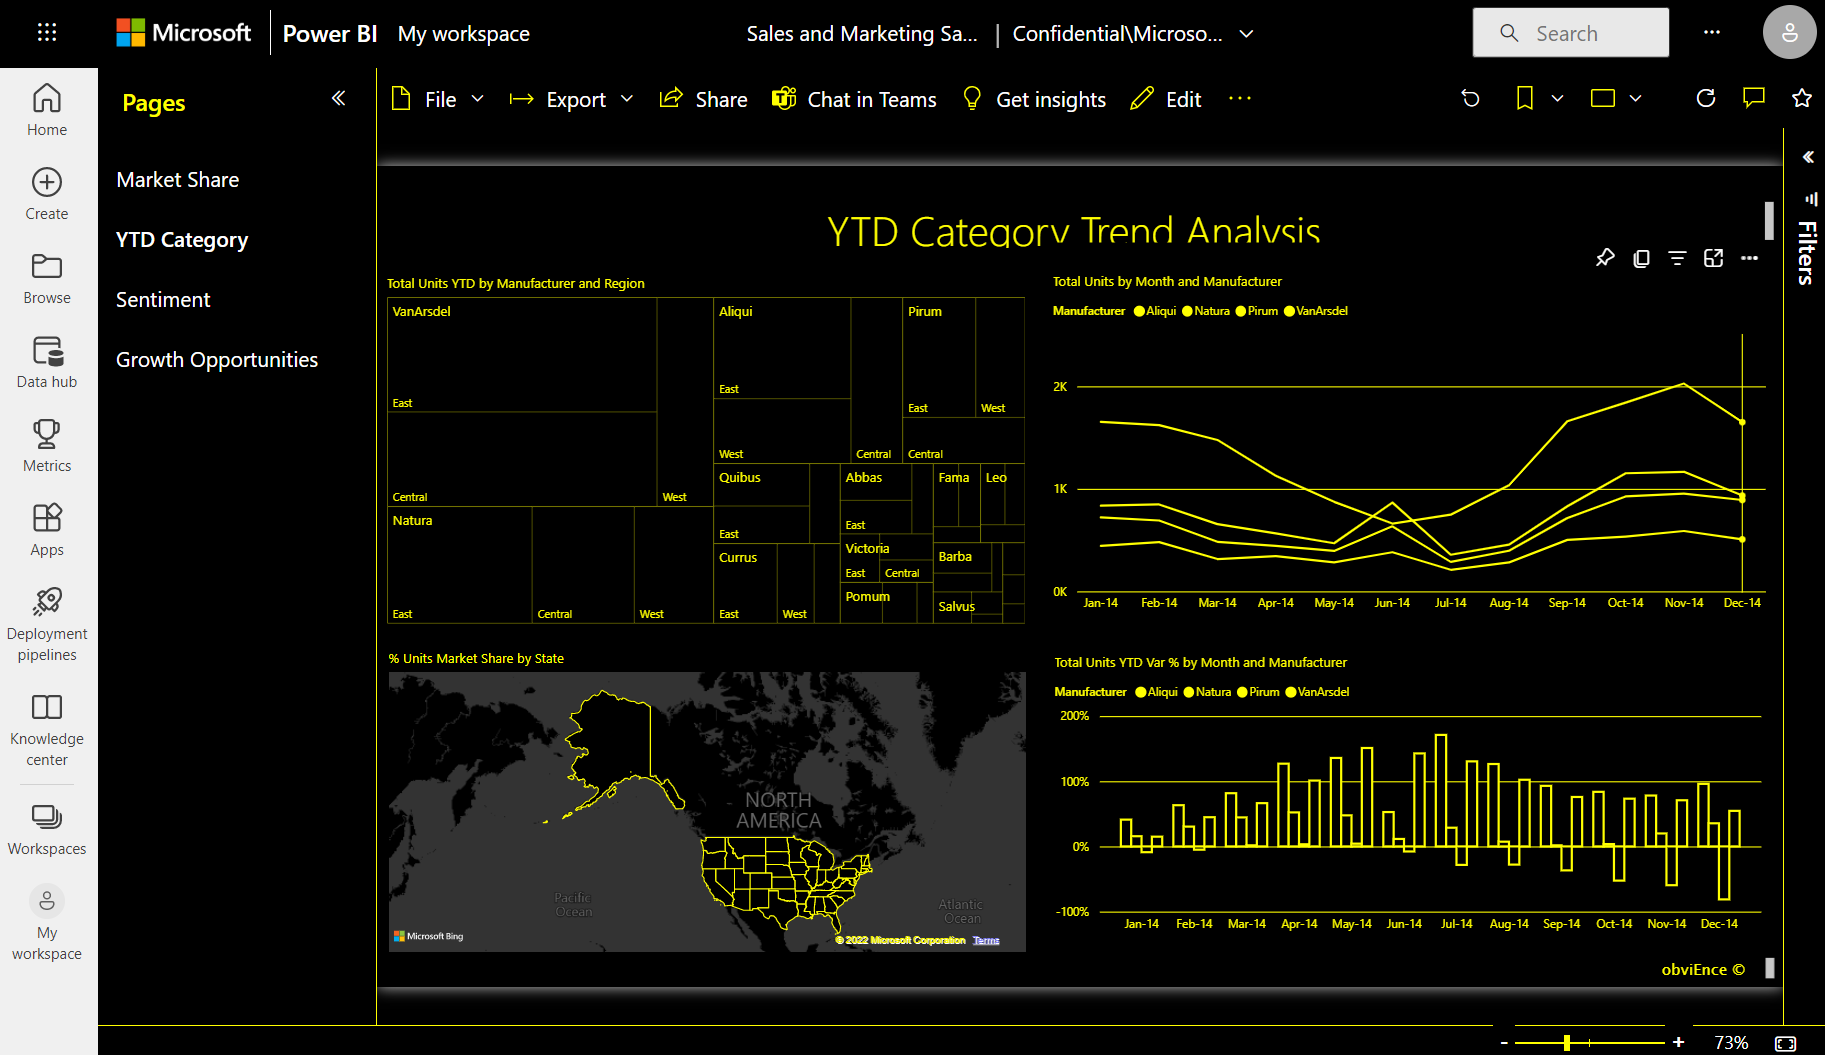 Microsoft Power BI My workspace
Sales and Marketing Sa... | Confidential\Microso...
Search
Home
Create
Browse
Data hub
Metrics
Apps
Deployment
pipelines
Knowledge
center
Workspaces
My
workspace
Pages
Market Share
YTD Category
Sentiment
Growth Opportunities
File Export Share Chat in Teams Get insights Edit
Filters
YTD Category Trend Analysis
Total Units YTD by Manufacturer and Region
VanArsdel
East
Central
West
Natura
East
Central
West
Aliqui
East
West
Central
Pirum
East
West
Central
Quibus
East
Currus
East
West
Abbas
East
Victoria
East
Central
Pomum
Fama
Leo
Barba
Salvus
Total Units by Month and Manufacturer
Manufacturer Aliqui Natura Pirum VanArsdel
2K
1K
0K
Jan-14 Feb-14 Mar-14 Apr-14 May-14 Jun-14 Jul-14 Aug-14 Sep-14 Oct-14 Nov-14 Dec-14
% Units Market Share by State
NORTH
AMERICA
Pacific
Ocean
Atlantic
Ocean
Microsoft Bing
© 2022 Microsoft Corporation Terms
Total Units YTD Var % by Month and Manufacturer
Manufacturer Aliqui Natura Pirum VanArsdel
200%
100%
0%
-100%
Jan-14 Feb-14 Mar-14 Apr-14 May-14 Jun-14 Jul-14 Aug-14 Sep-14 Oct-14 Nov-14 Dec-14
obviEnce ©
- + 73%